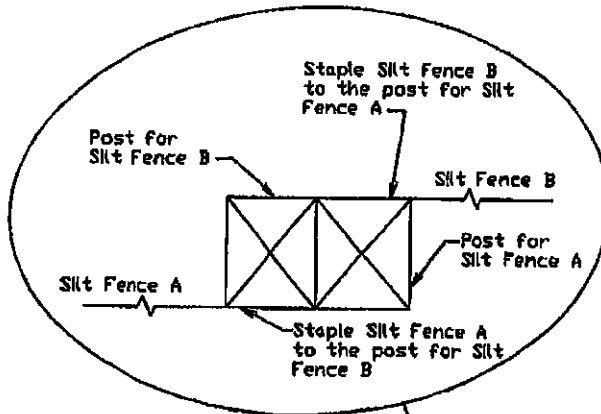 Staple Silt Fence B
to the post for Silt
Fence A
Post for
Silt Fence B
Silt Fence B
Post for
Silt Fence A
Silt Fence A
Staple Silt Fence A
to the post for Silt
Fence B